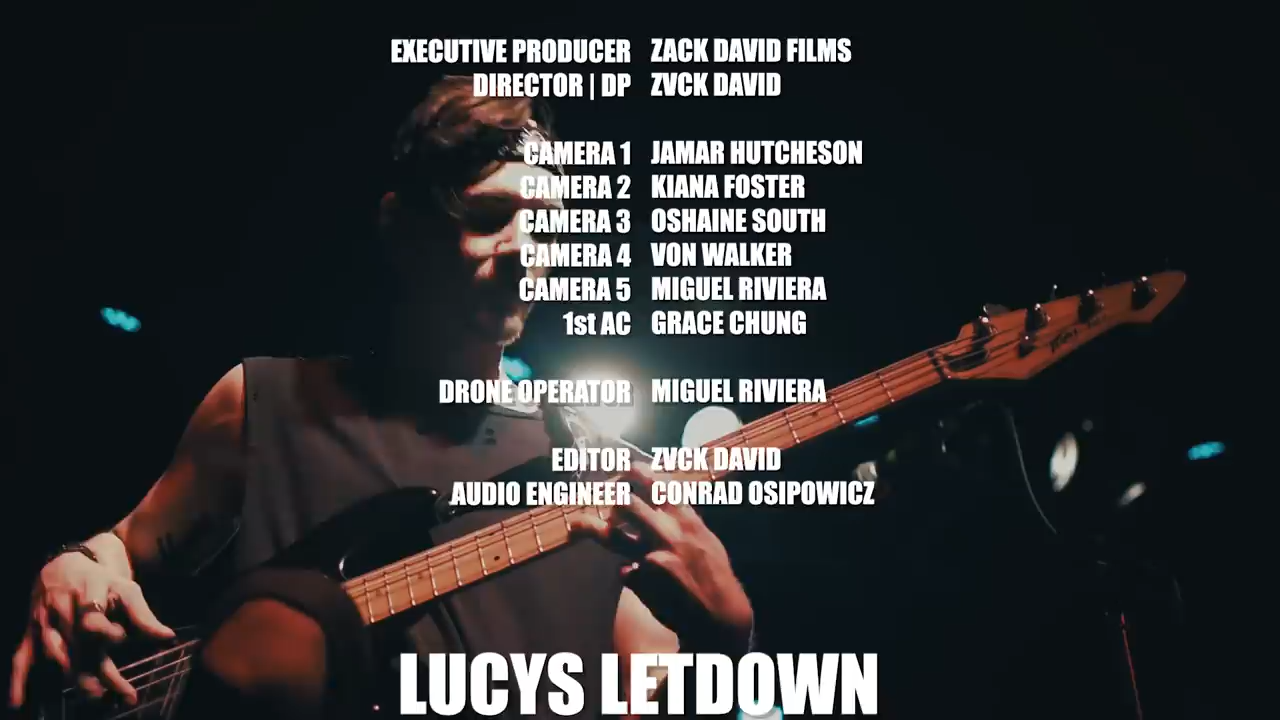 EXECUTIVE PRODUCER ZACK DAVID FILMS
DIRECTOR | DP ZVCK DAVID
CAMERA 1 JAMAR HUTCHESON
CAMERA 2 KIANA FOSTER
CAMERA 3 OSHAINE SOUTH
CAMERA 4 VON WALKER
CAMERA 5 MIGUEL RIVIERA
1st AC GRACE CHUNG
DRONE OPERATOR MIGUEL RIVIERA
EDITOR ZVCK DAVID
AUDIO ENGINEER CONRAD OSIPOWICZ
LUCYS LETDOWN